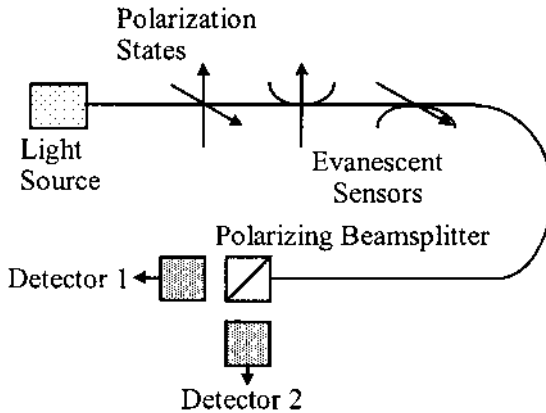 Polarization
States
Light
Source
Evanescent
Sensors
Polarizing Beamsplitter
Detector 1
Detector 2